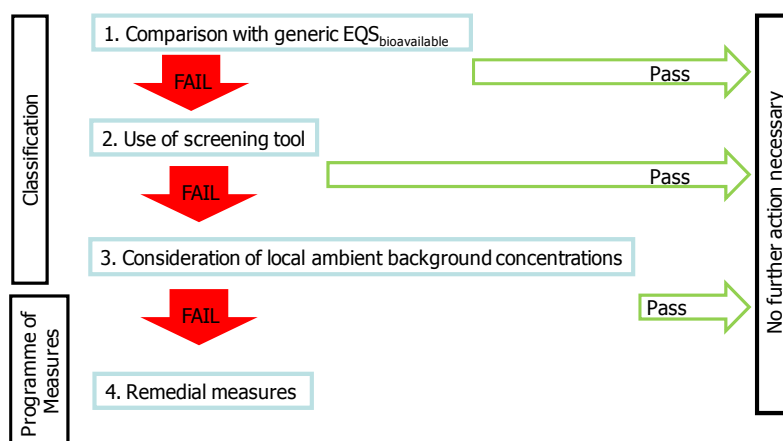 1. Comparison with generic EQSbioavailable
FAIL
Pass
2. Use of screening tool
FAIL
Pass
3. Consideration of local ambient background concentrations
FAIL
Pass
4. Remedial measures
Classification
Programme of
Measures
No further action necessary